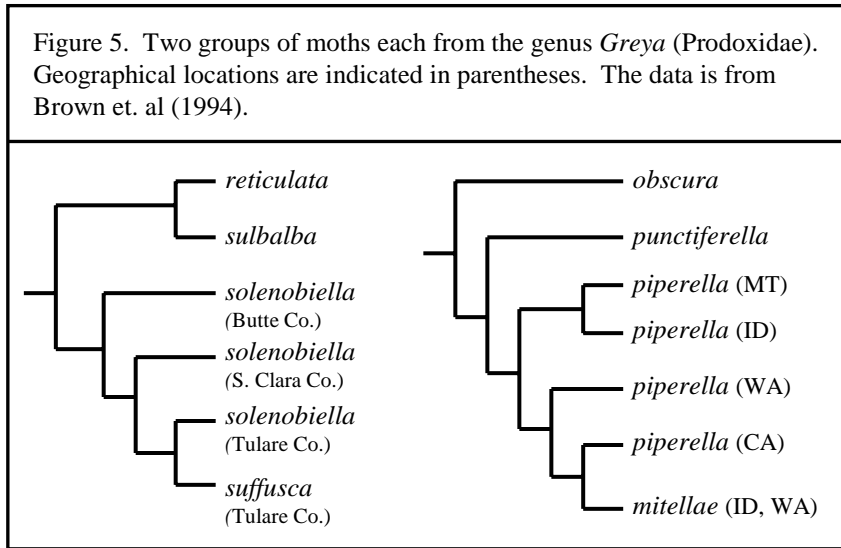 Figure 5. Two groups of moths each from the genus Greya (Prodoxidae).
Geographical locations are indicated in parentheses. The data is from
Brown et. al (1994).
reticulata
sulbalba
solenobiella
(Butte Co.)
solenobiella
(S. Clara Co.)
solenobiella
(Tulare Co.)
suffusca
(Tulare Co.)
obscura
punctiferella
piperella (MT)
piperella (ID)
piperella (WA)
piperella (CA)
mitellae (ID, WA)